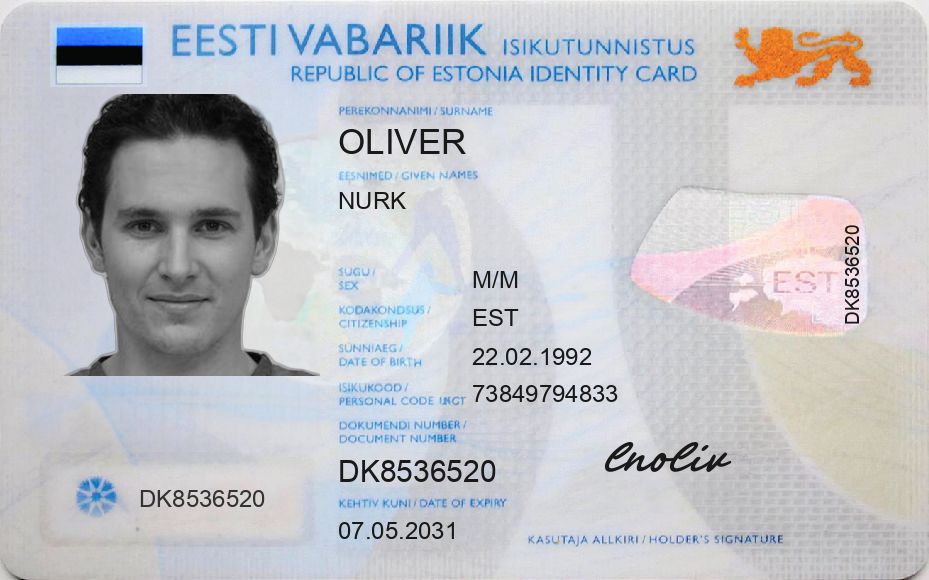 EESTI VABARIIK ISIKUTUNNISTUS
REPUBLIC OF ESTONIA IDENTITY CARD
PEREKONNANIMI / SURNAME
OLIVER
EESNIMED / GIVEN NAMES
NURK
SUGU /
SEX
M/M
KODAKONDSUS /
CITIZENSHIP
EST
SÜNNIAEG /
DATE OF BIRTH
22.02.1992
ISIKUKOOD /
PERSONAL CODE
73849794833
DOKUMENDI NUMBER /
DOCUMENT NUMBER
DK8536520
KEHTIV KUNI / DATE OF EXPIRY
07.05.2031
DK8536520
EST
DK8536520
KASUTAJA ALLKIRI / HOLDER'S SIGNATURE